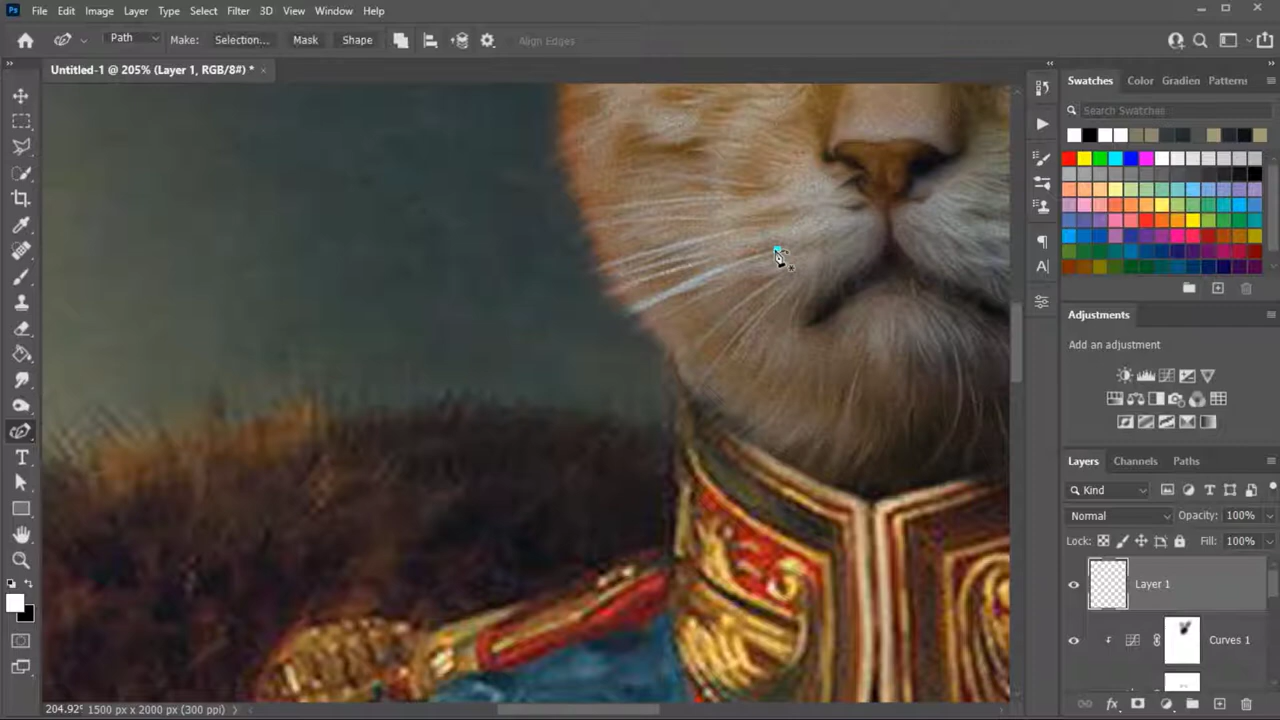 Ps File Edit Image Layer Type Select Filter 3D View Window Help
Path Make: Selection... Mask Shape Align Edges
Untitled-1 @ 205% (Layer 1, RGB/8#) *
Swatches Color Gradient Patterns
Search Swatches
Adjustments
Add an adjustment
Layers Channels Paths
Kind
Normal Opacity: 100%
Lock: Fill: 100%
Layer 1
Curves 1
204.92% 1500 px x 2000 px (300 ppi)